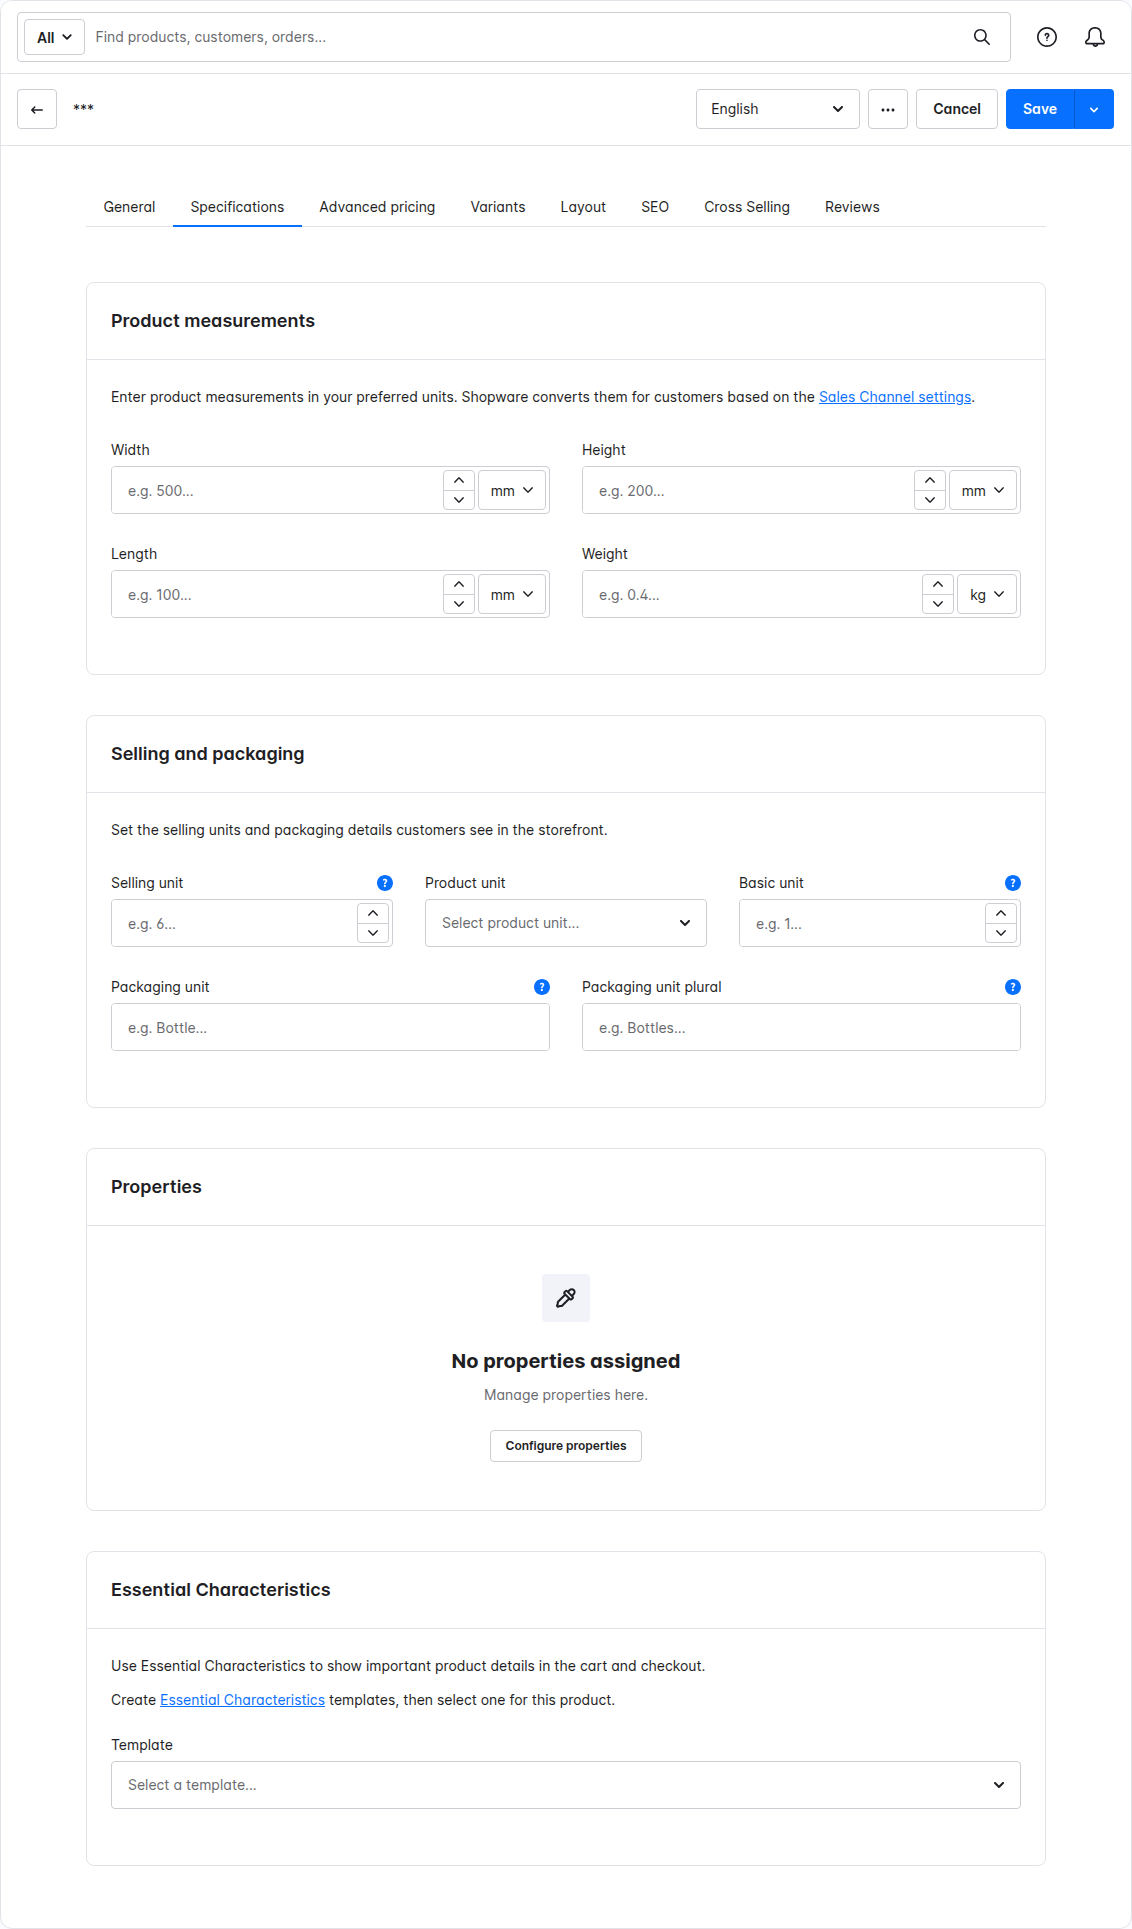 All
Find products, customers, orders...
***
English
Cancel
Save
General
Specifications
Advanced pricing
Variants
Layout
SEO
Cross Selling
Reviews
Product measurements
Enter product measurements in your preferred units. Shopware converts them for customers based on the Sales Channel settings.
Width
Height
e.g. 500...
mm
e.g. 200...
mm
Length
Weight
e.g. 100...
mm
e.g. 0.4...
kg
Selling and packaging
Set the selling units and packaging details customers see in the storefront.
Selling unit
?
Product unit
Basic unit
?
e.g. 6...
Select product unit...
e.g. 1...
Packaging unit
?
Packaging unit plural
?
e.g. Bottle...
e.g. Bottles...
Properties
No properties assigned
Manage properties here.
Configure properties
Essential Characteristics
Use Essential Characteristics to show important product details in the cart and checkout.
Create Essential Characteristics templates, then select one for this product.
Template
Select a template...